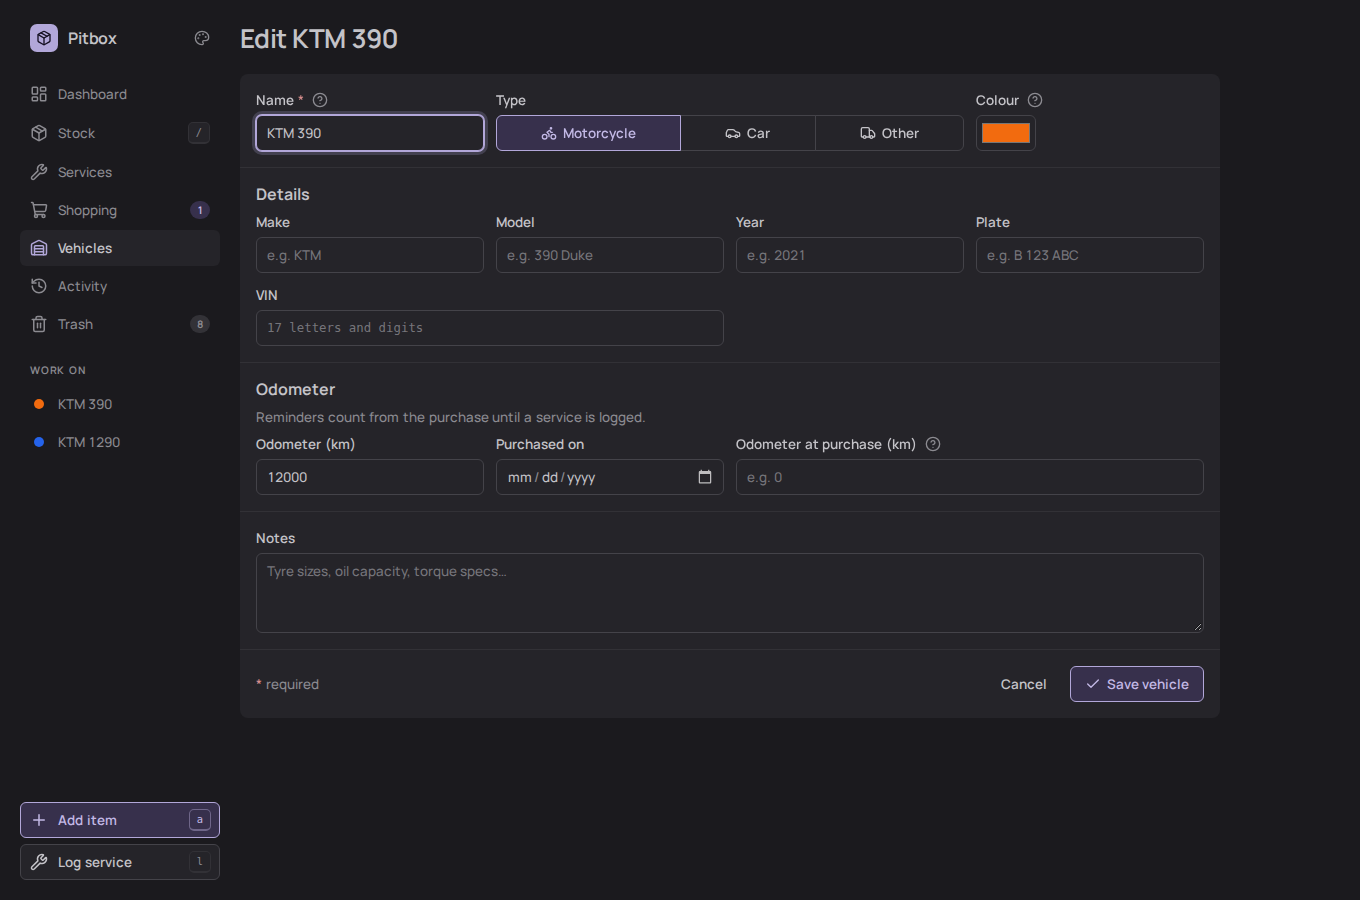 Pitbox
Dashboard
Stock /
Services
Shopping 1
Vehicles
Activity
Trash 8
WORK ON
KTM 390
KTM 1290
Add item a
Log service l
Edit KTM 390
Name * Type Colour
KTM 390 Motorcycle Car Other
Details
Make Model Year Plate
e.g. KTM e.g. 390 Duke e.g. 2021 e.g. B 123 ABC
VIN
17 letters and digits
Odometer
Reminders count from the purchase until a service is logged.
Odometer (km) Purchased on Odometer at purchase (km)
12000 mm/dd/yyyy e.g. 0
Notes
Tyre sizes, oil capacity, torque specs…
* required Cancel Save vehicle